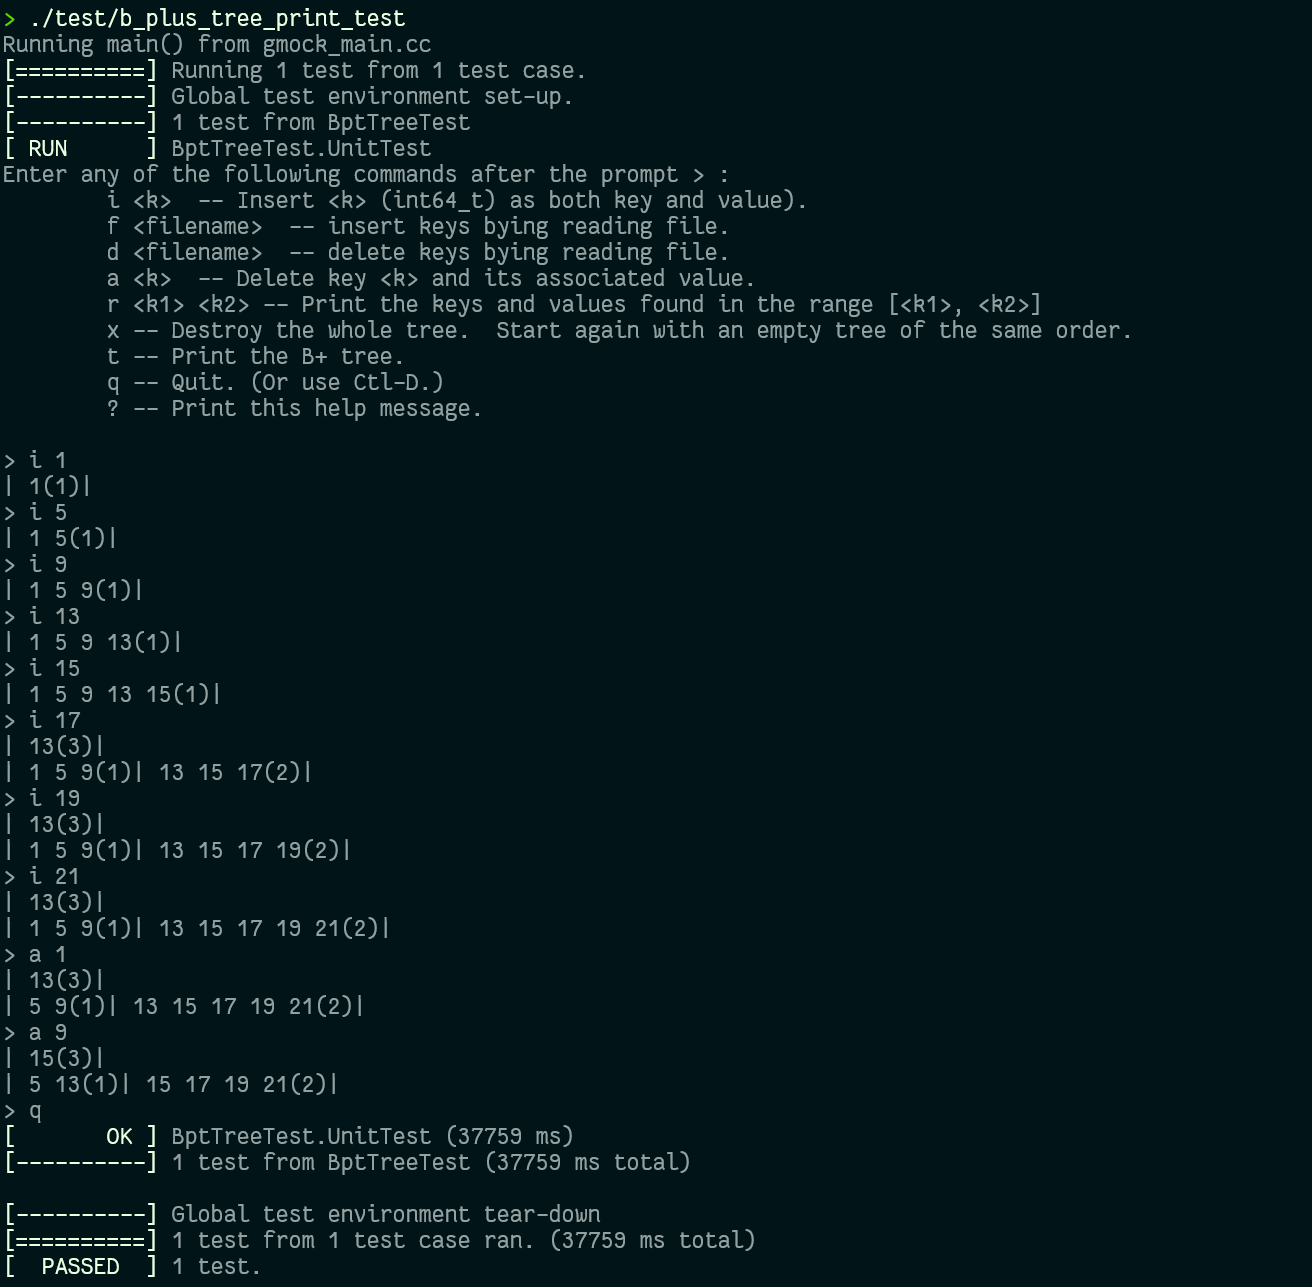 > ./test/b_plus_tree_print_test
Running main() from gmock_main.cc
[==========] Running 1 test from 1 test case.
[----------] Global test environment set-up.
[----------] 1 test from BptTreeTest
[ RUN      ] BptTreeTest.UnitTest
Enter any of the following commands after the prompt > :
        i <k>  -- Insert <k> (int64_t) as both key and value).
        f <filename>  -- insert keys bying reading file.
        d <filename>  -- delete keys bying reading file.
        a <k>  -- Delete key <k> and its associated value.
        r <k1> <k2> -- Print the keys and values found in the range [<k1>, <k2>]
        x -- Destroy the whole tree.  Start again with an empty tree of the same order.
        t -- Print the B+ tree.
        q -- Quit. (Or use Ctl-D.)
        ? -- Print this help message.

> i 1
| 1(1)|
> i 5
| 1 5(1)|
> i 9
| 1 5 9(1)|
> i 13
| 1 5 9 13(1)|
> i 15
| 1 5 9 13 15(1)|
> i 17
| 13(3)|
| 1 5 9(1)| 13 15 17(2)|
> i 19
| 13(3)|
| 1 5 9(1)| 13 15 17 19(2)|
> i 21
| 13(3)|
| 1 5 9(1)| 13 15 17 19 21(2)|
> a 1
| 13(3)|
| 5 9(1)| 13 15 17 19 21(2)|
> a 9
| 15(3)|
| 5 13(1)| 15 17 19 21(2)|
> q
[       OK ] BptTreeTest.UnitTest (37759 ms)
[----------] 1 test from BptTreeTest (37759 ms total)

[----------] Global test environment tear-down
[==========] 1 test from 1 test case ran. (37759 ms total)
[  PASSED  ] 1 test.